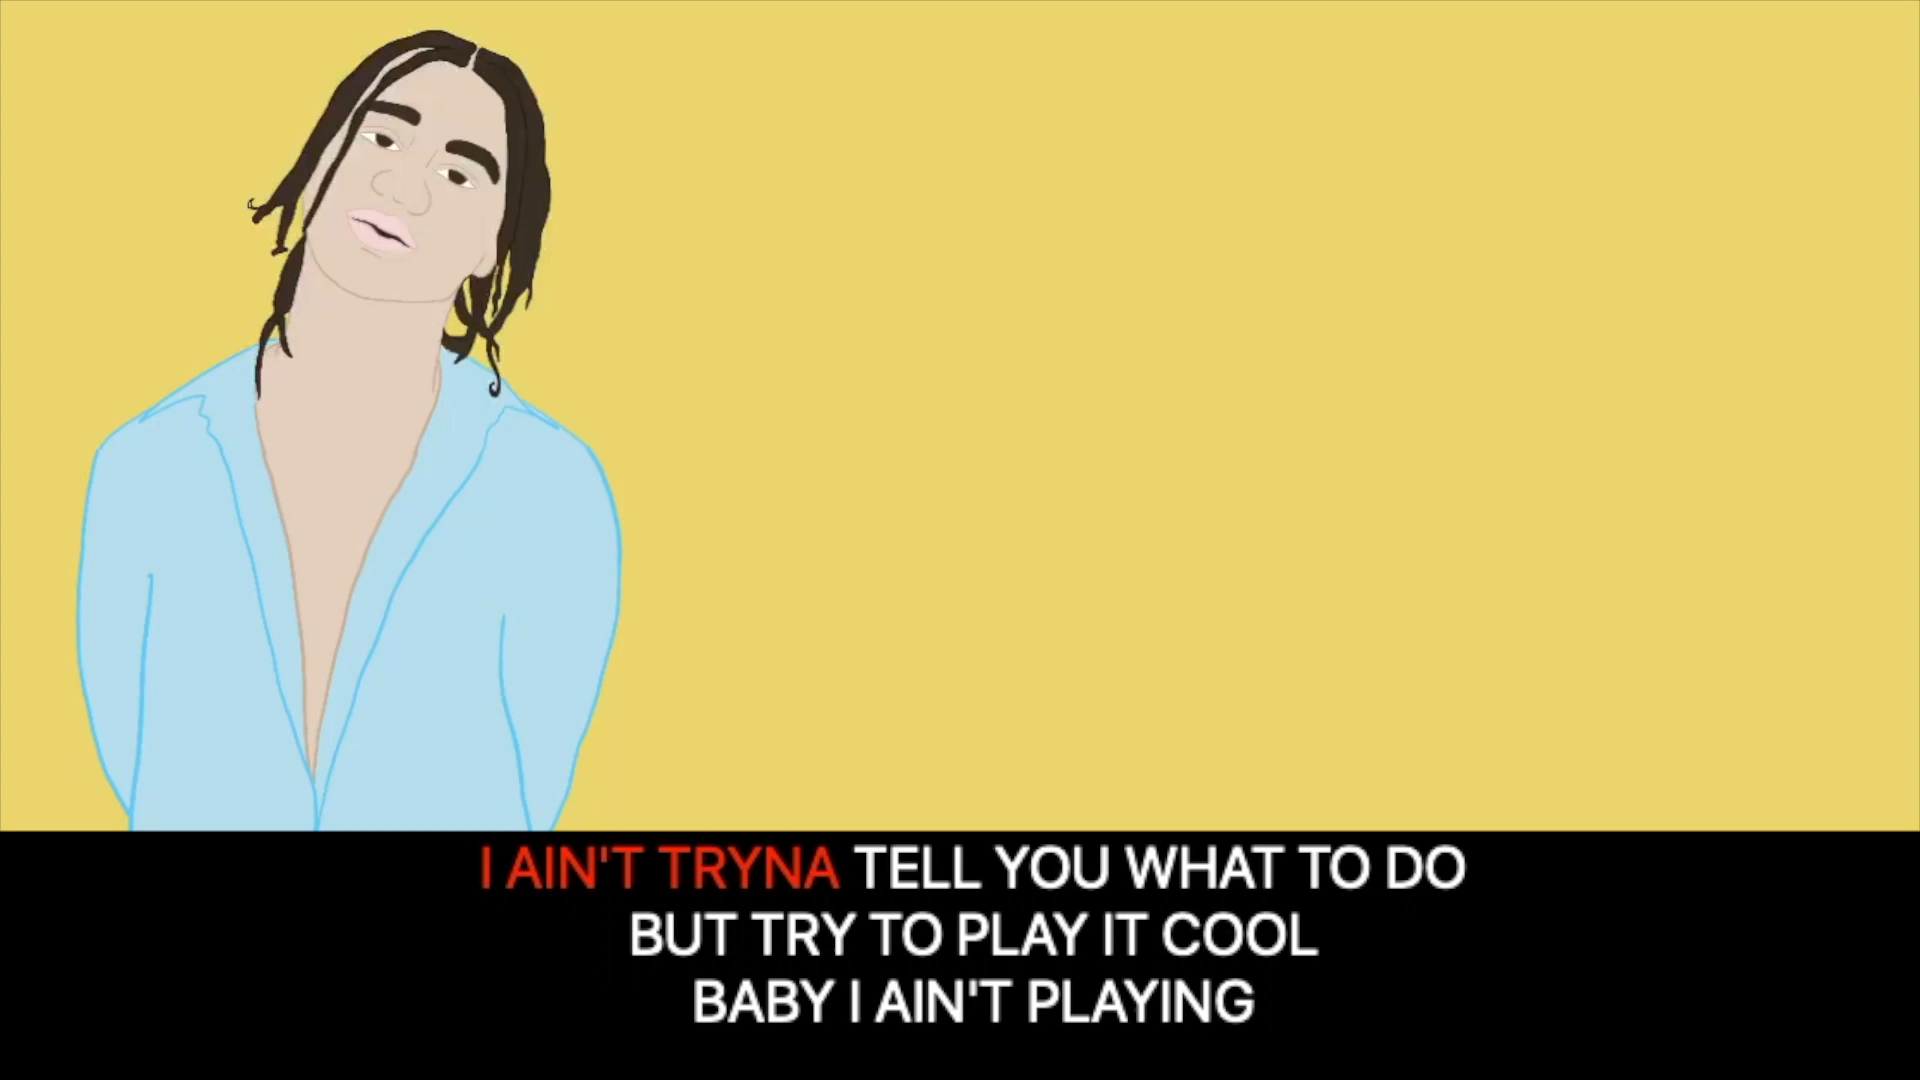 I AIN'T TRYNA TELL YOU WHAT TO DO
BUT TRY TO PLAY IT COOL
BABY I AIN'T PLAYING